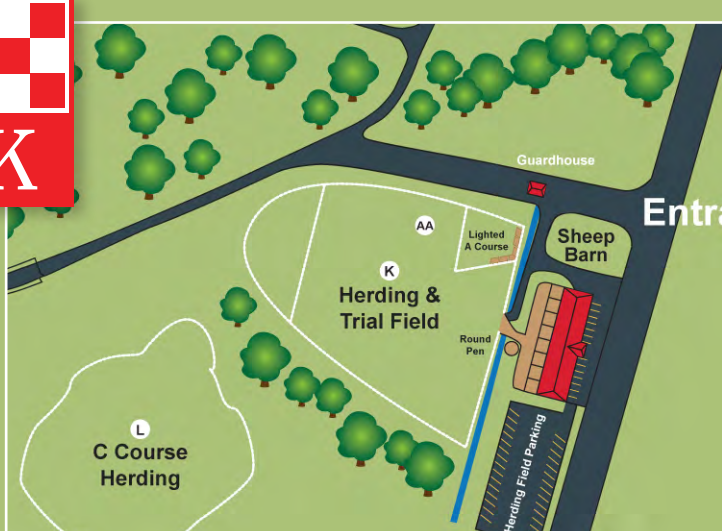 K
Guardhouse
Entra
Sheep
Barn
AA
Lighted
A Course
K
Herding &
Trial Field
Round
Pen
L
C Course
Herding
Herding Field Parking